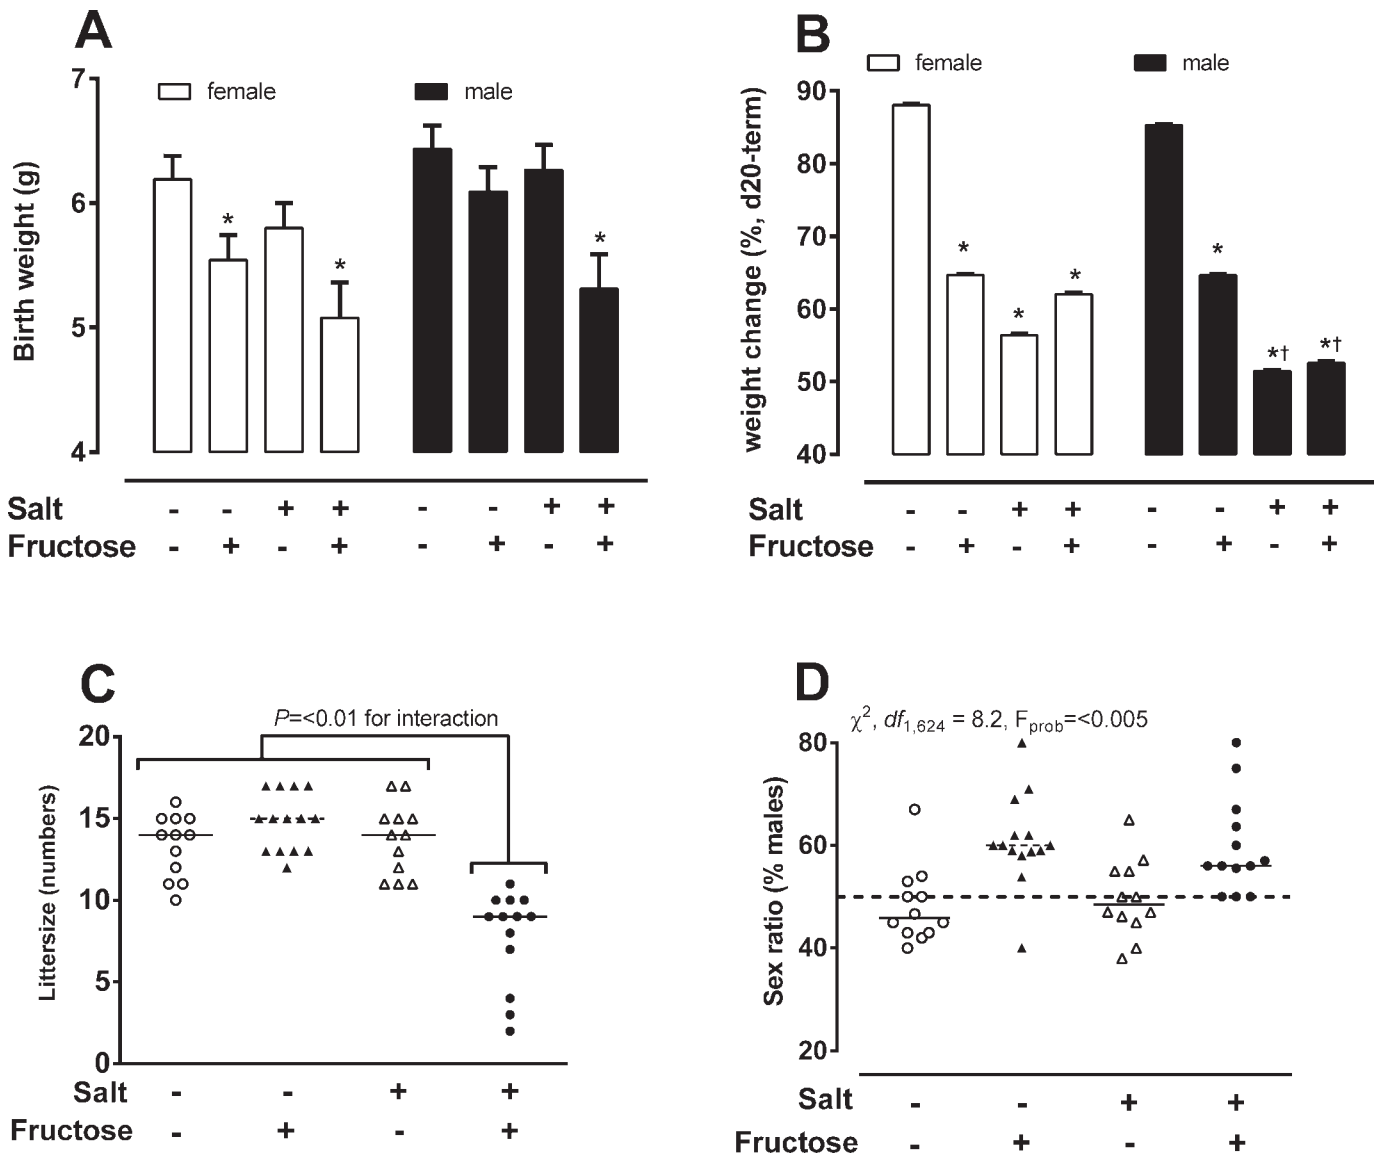 A
7
6
5
4
Birth weight (g)
female
male
*
*
*
Salt - - + + - - + +
Fructose - + - + - + - +
B
90
80
70
60
50
40
weight change (%, d20-term)
female
male
*
*
*
*
*†
*†
Salt - - + + - - + +
Fructose - + - + - + - +
C
P=<0.01 for interaction
20
15
10
5
0
Littersize (numbers)
Salt - - + +
Fructose - + - +
D
χ², df1,624 = 8.2, Fprob=<0.005
80
60
40
20
Sex ratio (% males)
Salt - - + +
Fructose - + - +